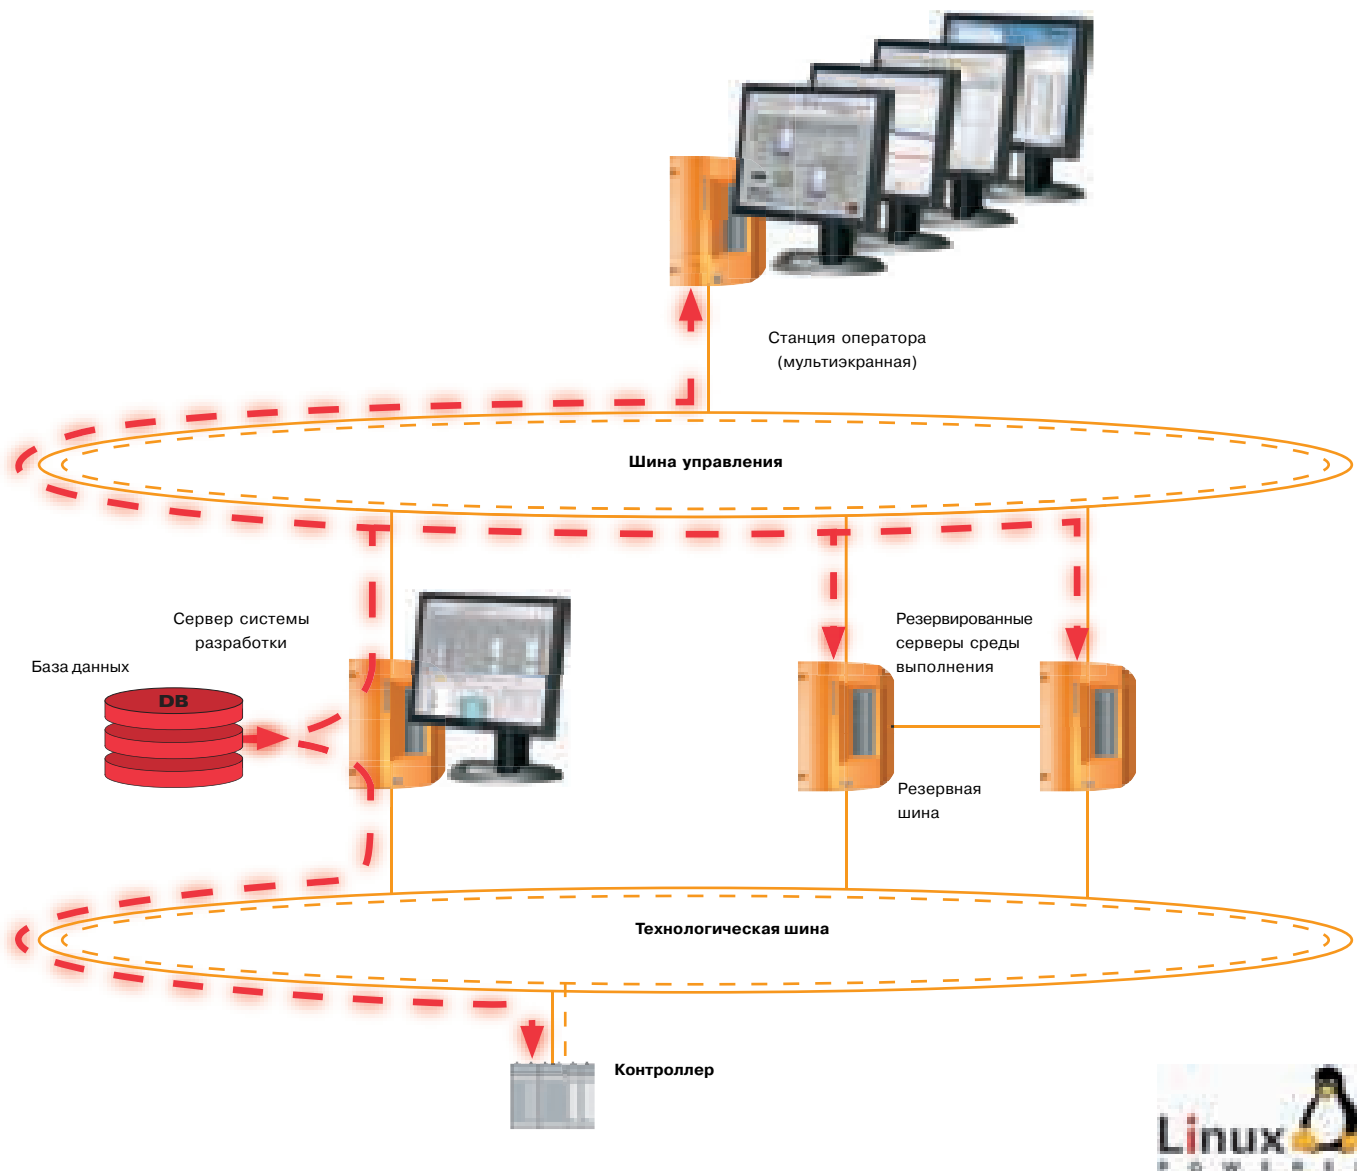 Станция оператора
(мультиэкранная)
Шина управления
Сервер системы
разработки
База данных
DB
Резервированные
серверы среды
выполнения
Резервная
шина
Технологическая шина
Контроллер
Linux